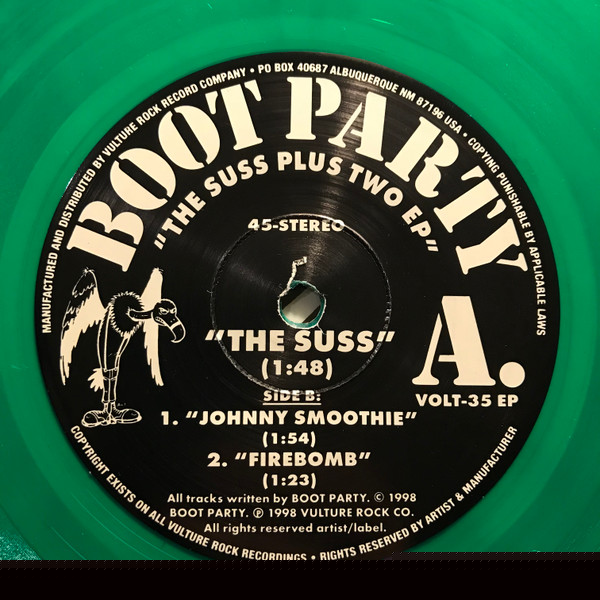 MANUFACTURED AND DISTRIBUTED BY VULTURE ROCK RECORD COMPANY • PO BOX 40687 ALBUQUERQUE NM 87196 USA • COPYING PUNISHABLE BY APPLICABLE LAWS
BOOT PARTY
"THE SUSS PLUS TWO EP"
45-STEREO
"THE SUSS"
(1:48)
A.
VOLT-35 EP
SIDE B:
1. "JOHNNY SMOOTHIE"
(1:54)
2. "FIREBOMB"
(1:23)
All tracks written by BOOT PARTY. © 1998
BOOT PARTY. ℗ 1998 VULTURE ROCK CO.
All rights reserved artist/label.
COPYRIGHT EXISTS ON ALL VULTURE ROCK RECORDINGS • RIGHTS RESERVED BY ARTIST & MANUFACTURER